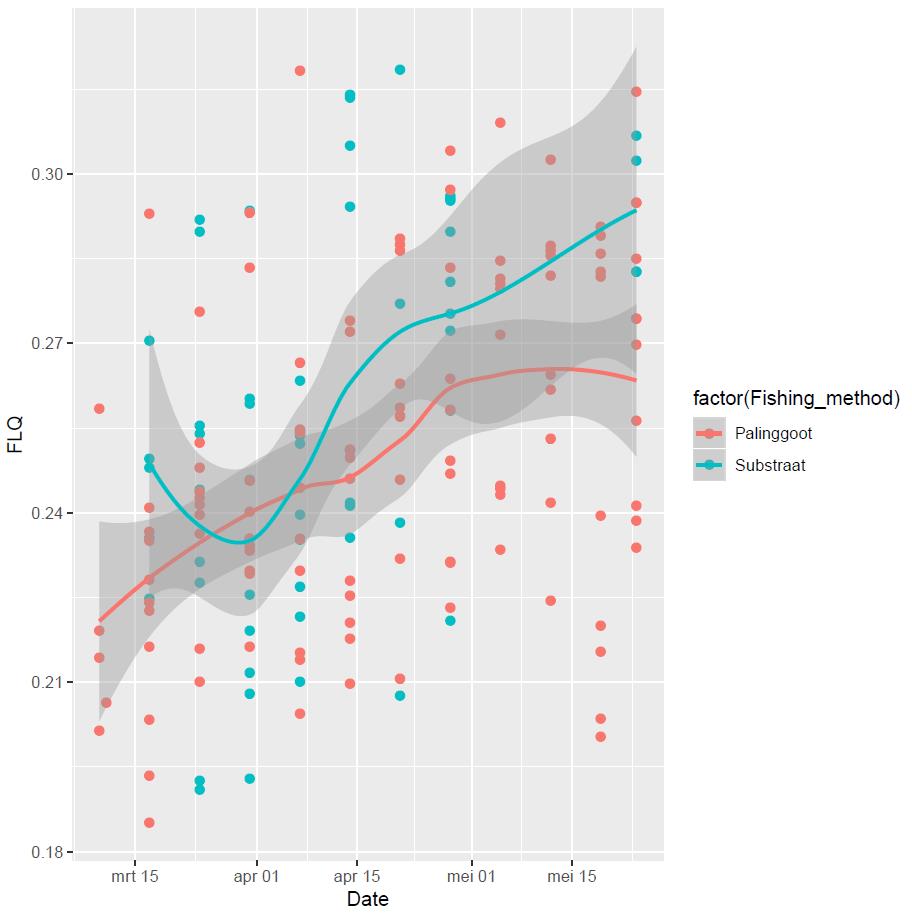 FLQ
0.30
0.27
0.24
0.21
0.18
mrt 15
apr 01
apr 15
mei 01
mei 15
Date
factor(Fishing_method)
Palinggoot
Substraat